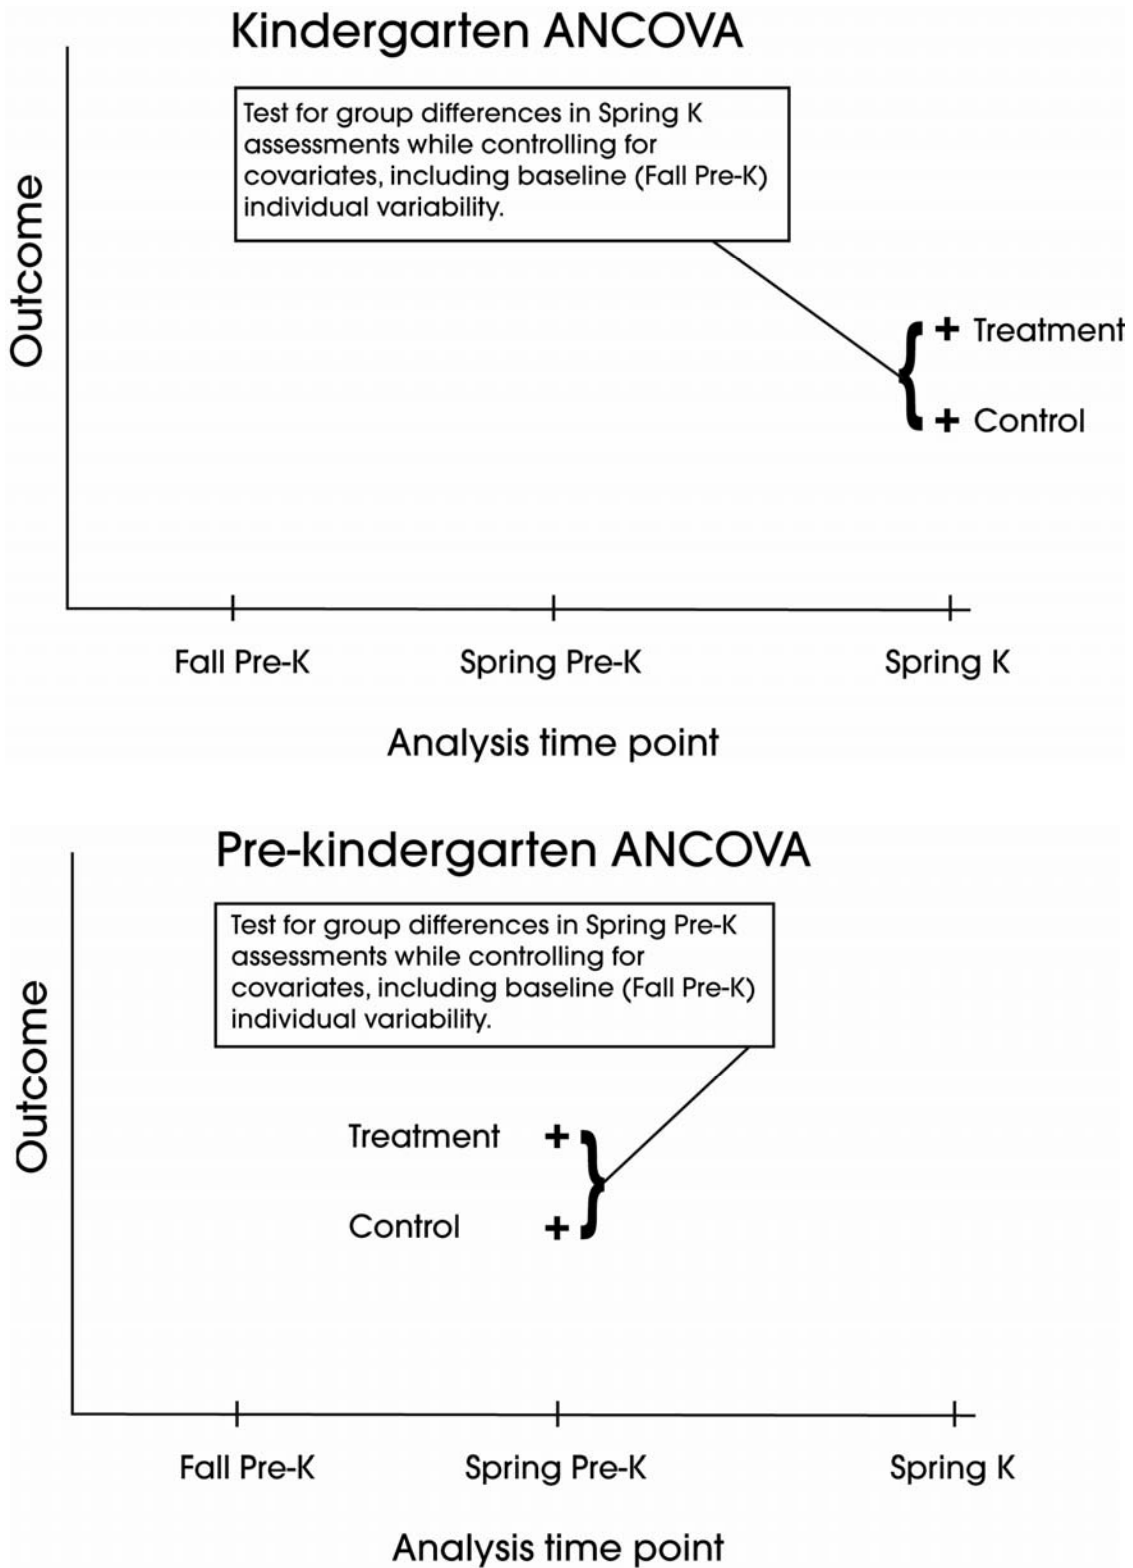 Kindergarten ANCOVA
Test for group differences in Spring K
assessments while controlling for
covariates, including baseline (Fall Pre-K)
individual variability.
Outcome
+ Treatment
+ Control
Fall Pre-K Spring Pre-K Spring K
Analysis time point
Pre-kindergarten ANCOVA
Test for group differences in Spring Pre-K
assessments while controlling for
covariates, including baseline (Fall Pre-K)
individual variability.
Outcome
Treatment +
Control +
Fall Pre-K Spring Pre-K Spring K
Analysis time point